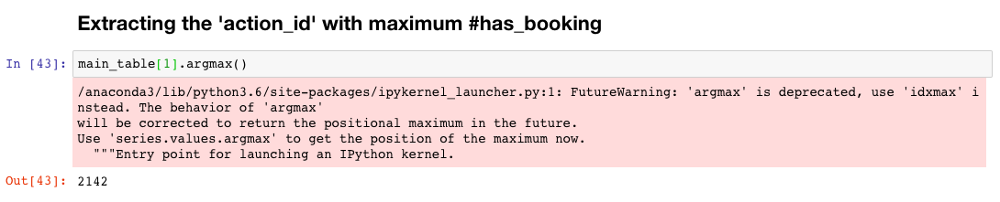 Extracting the 'action_id' with maximum #has_booking
In [43]: main_table[1].argmax()
/anaconda3/lib/python3.6/site-packages/ipykernel_launcher.py:1: FutureWarning: 'argmax' is deprecated, use 'idxmax' i
nstead. The behavior of 'argmax'
will be corrected to return the positional maximum in the future.
Use 'series.values.argmax' to get the position of the maximum now.
"""Entry point for launching an IPython kernel.
Out[43]: 2142